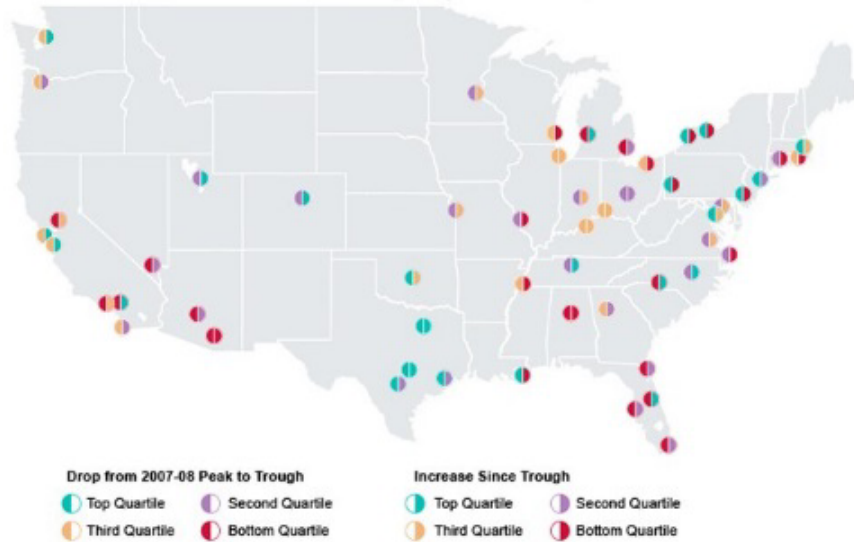 Drop from 2007-08 Peak to Trough
Top Quartile
Second Quartile
Third Quartile
Bottom Quartile
Increase Since Trough
Top Quartile
Second Quartile
Third Quartile
Bottom Quartile